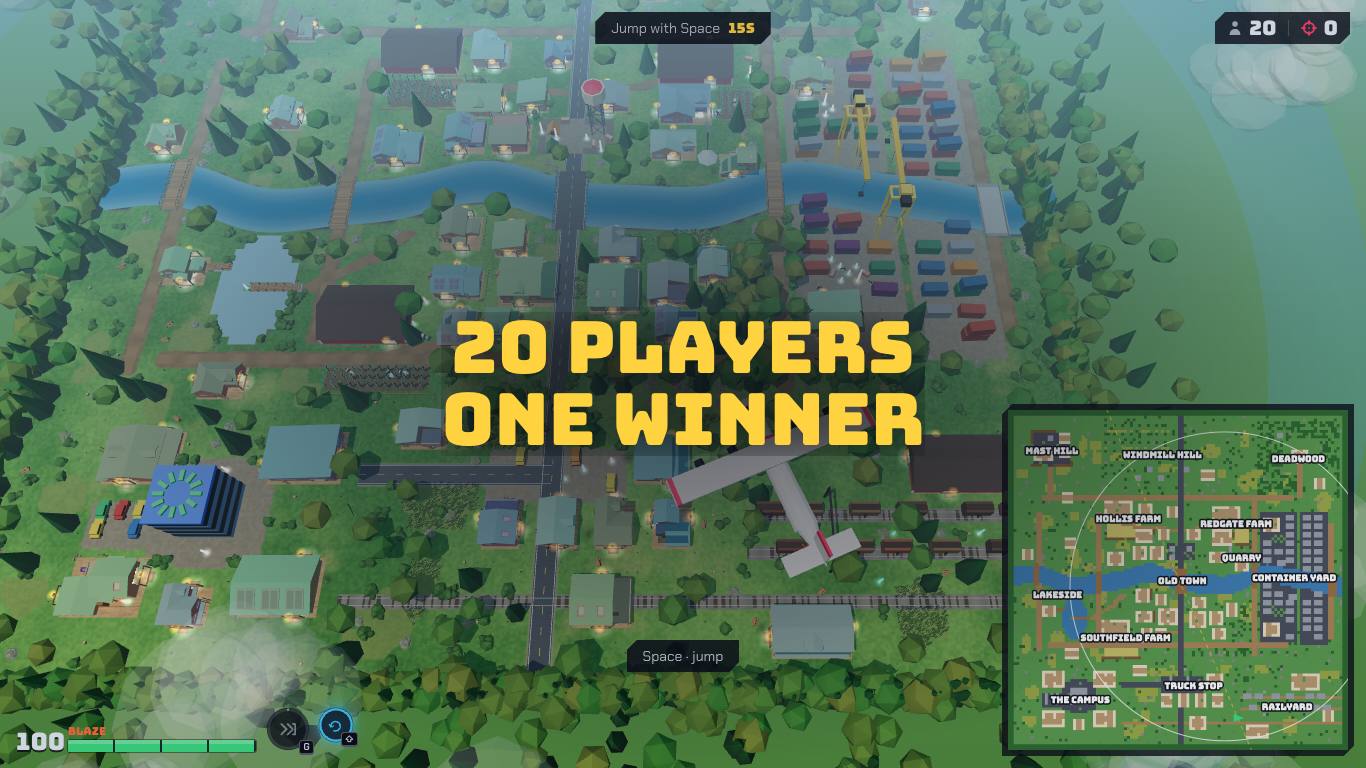 Jump with Space 15S
20 0
20 PLAYERS
ONE WINNER
Space · jump
100 BLAZE
G
MAST HILL
WINDMILL HILL
DEADWOOD
HOLLIS FARM
REDGATE FARM
QUARRY
OLD TOWN
CONTAINER YARD
LAKESIDE
SOUTHFIELD FARM
TRUCK STOP
THE CAMPUS
RAILYARD